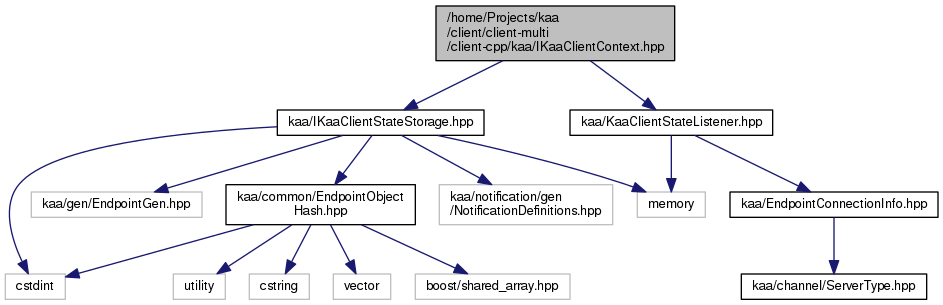 /home/Projects/kaa
/client/client-multi
/client-cpp/kaa/IKaaClientContext.hpp
kaa/IKaaClientStateStorage.hpp
kaa/KaaClientStateListener.hpp
kaa/gen/EndpointGen.hpp
kaa/common/EndpointObject
Hash.hpp
kaa/notification/gen
/NotificationDefinitions.hpp
memory
kaa/EndpointConnectionInfo.hpp
cstdint
utility
cstring
vector
boost/shared_array.hpp
kaa/channel/ServerType.hpp